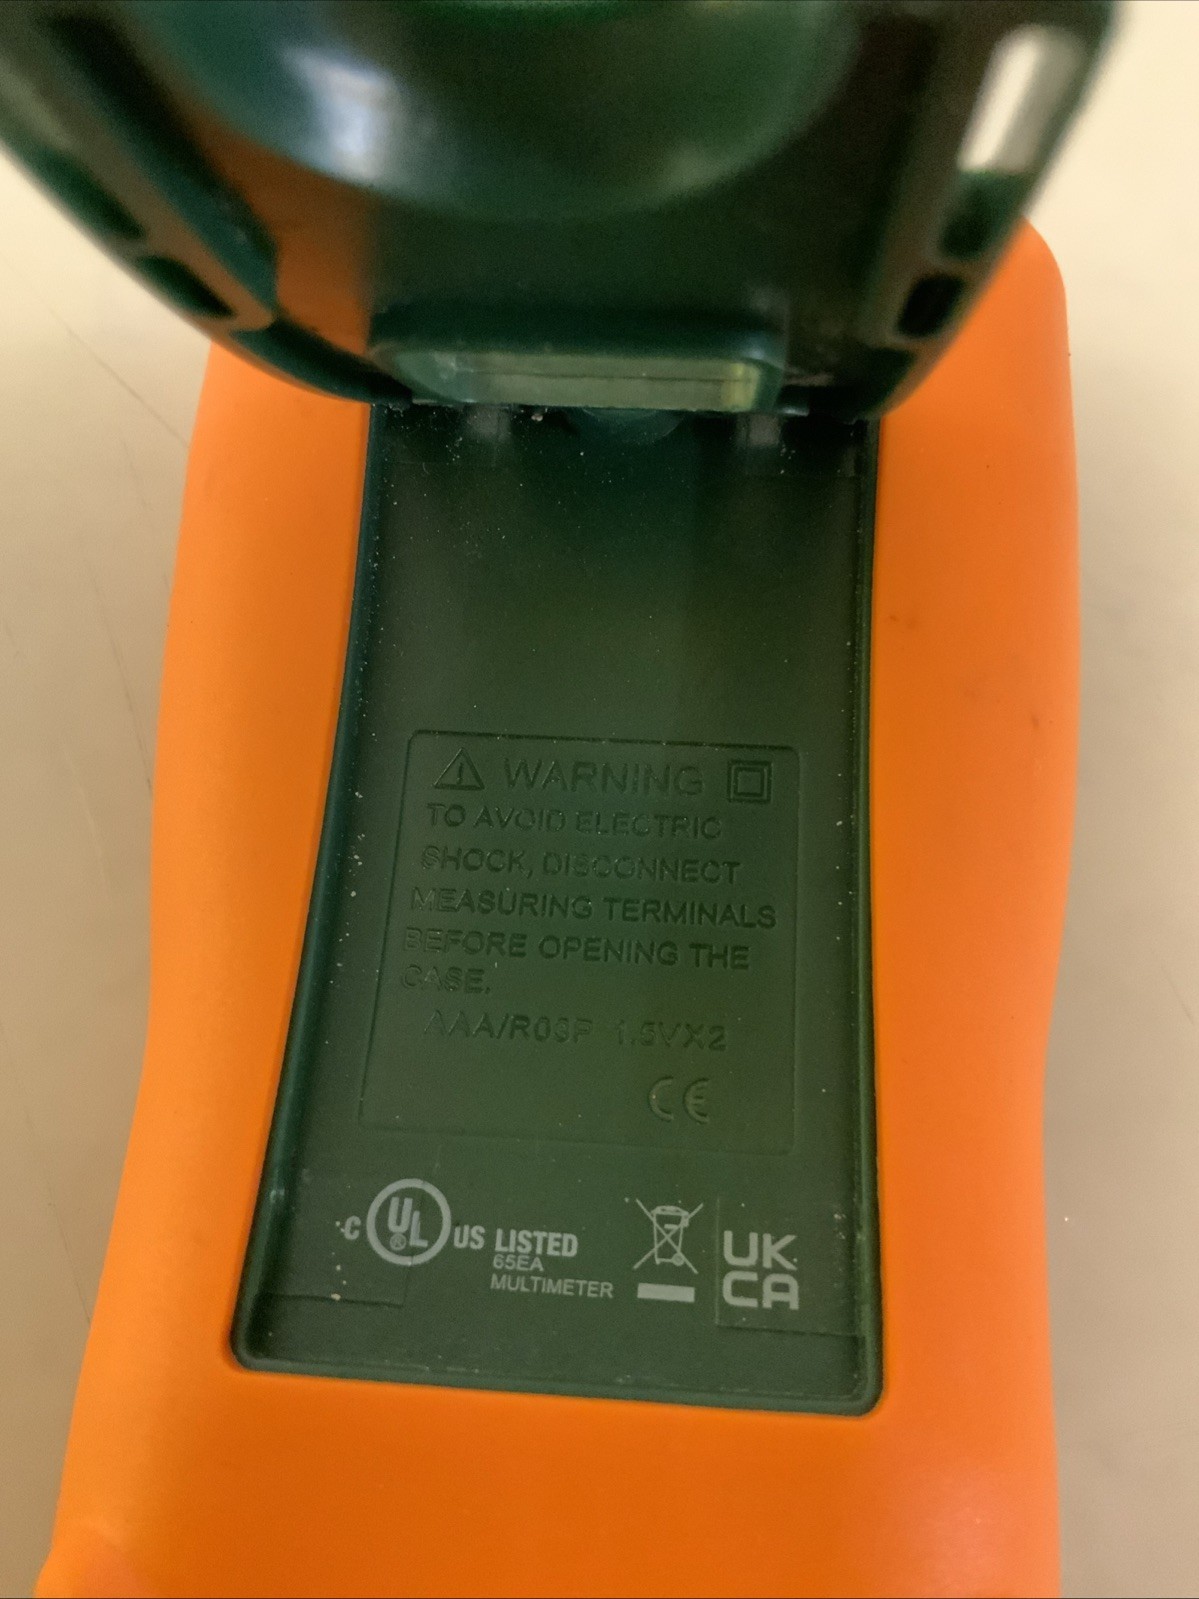 WARNING
TO AVOID ELECTRIC
SHOCK, DISCONNECT
MEASURING TERMINALS
BEFORE OPENING THE
CASE.
AAA/R03P 1.5VX2
CE
C UL® US LISTED
65EA
MULTIMETER
UK
CA